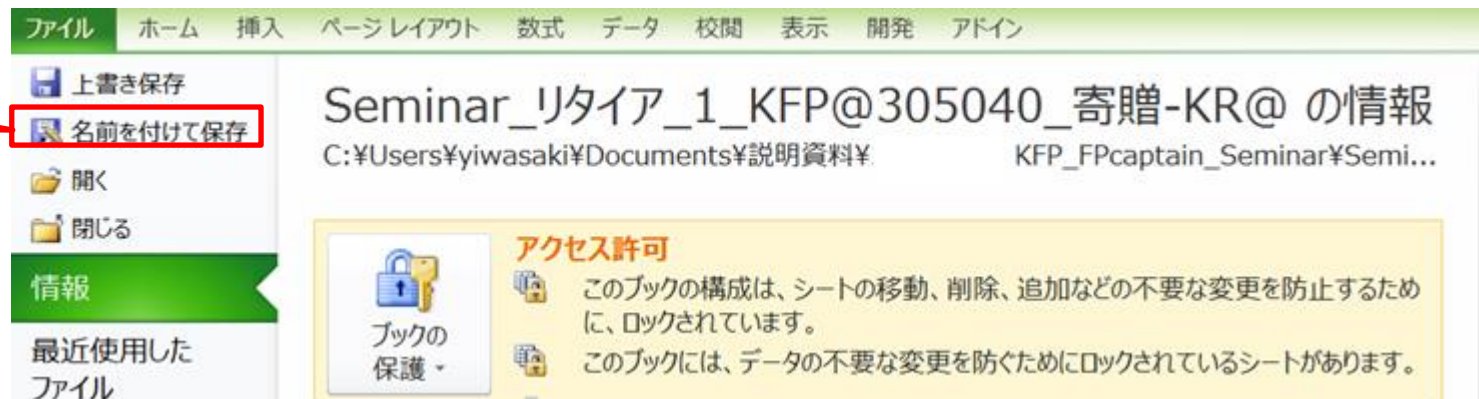 ファイル ホーム 挿入 ページ レイアウト 数式 データ 校閲 表示 開発 アドイン
上書き保存
名前を付けて保存
開く
閉じる
情報
最近使用した
ファイル
Seminar_リタイア_1_KFP@305040_寄贈-KR@ の情報
C:¥Users¥yiwasaki¥Documents¥説明資料¥ KFP_FPcaptain_Seminar¥Semi...
ブックの
保護
アクセス許可
このブックの構成は、シートの移動、削除、追加などの不要な変更を防止するため
に、ロックされています。
このブックには、データの不要な変更を防ぐためにロックされているシートがあります。